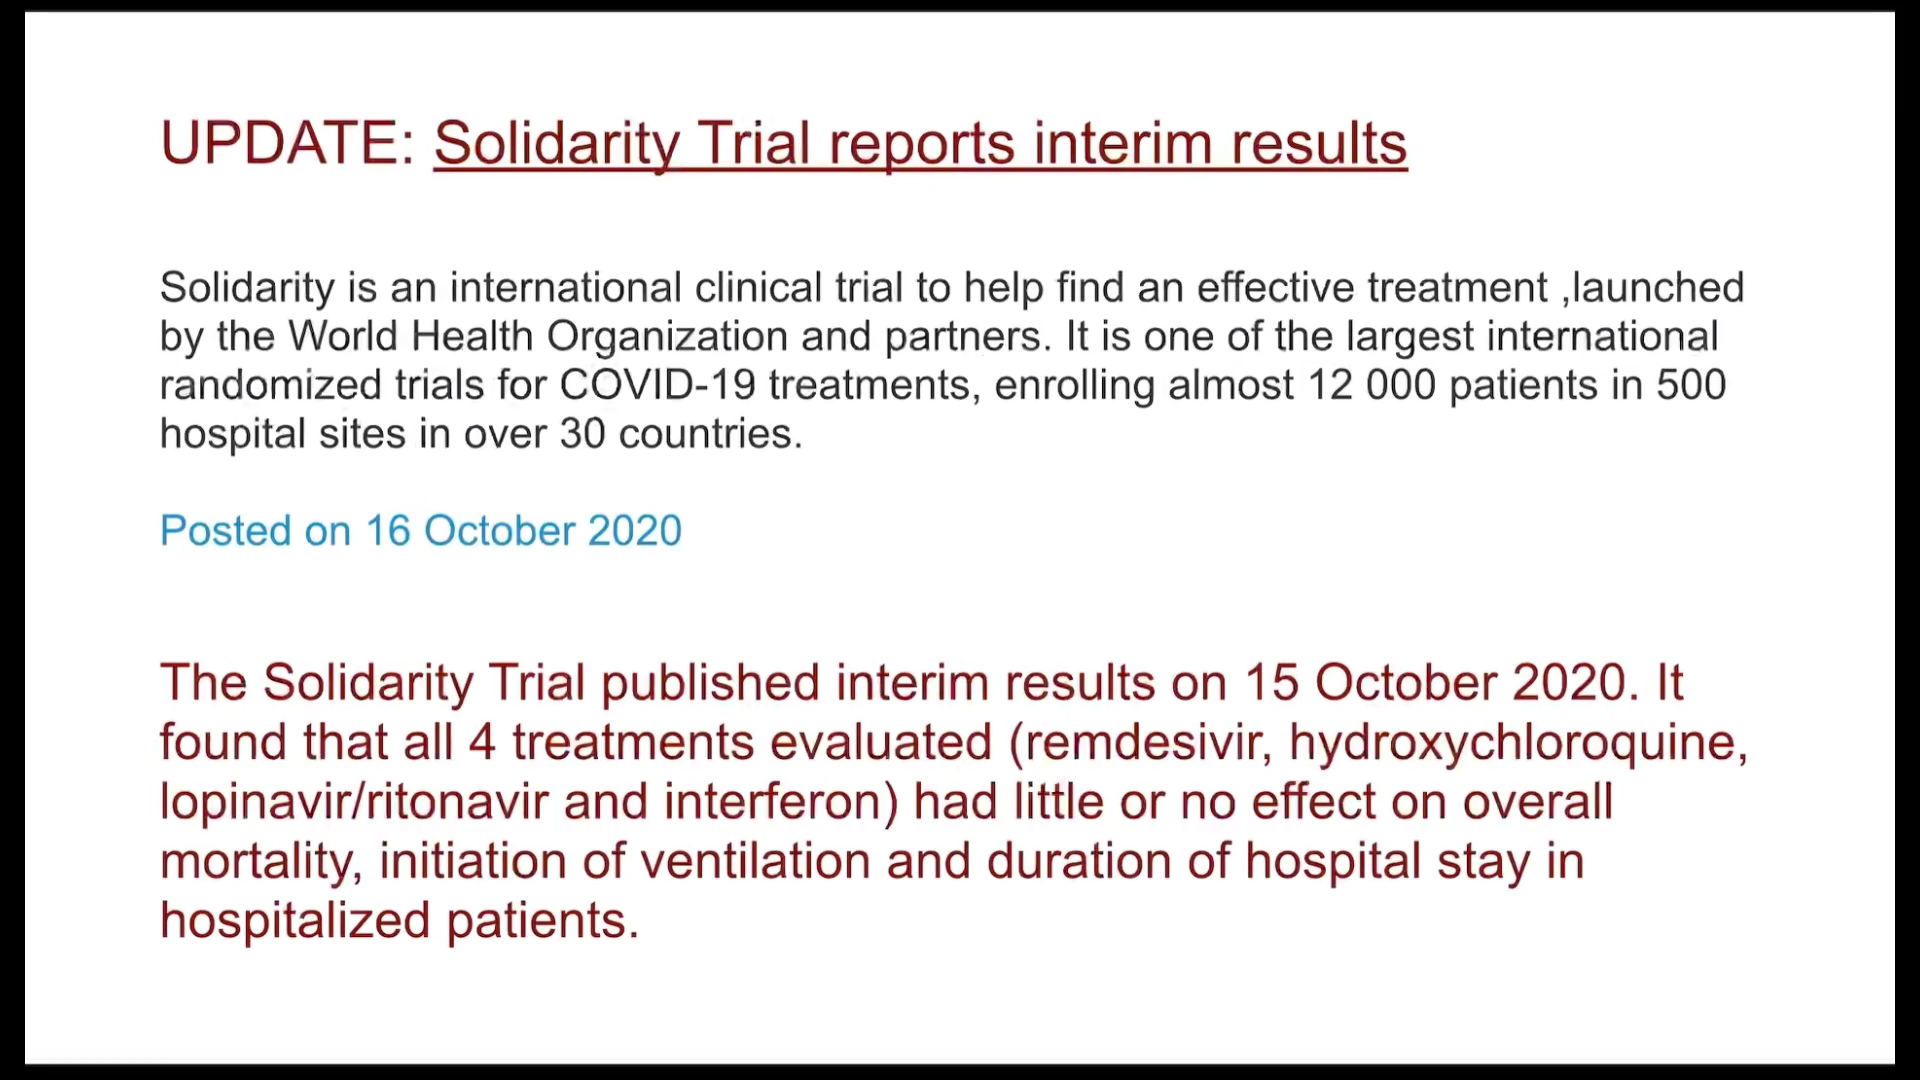 UPDATE: Solidarity Trial reports interim results
Solidarity is an international clinical trial to help find an effective treatment ,launched
by the World Health Organization and partners. It is one of the largest international
randomized trials for COVID-19 treatments, enrolling almost 12 000 patients in 500
hospital sites in over 30 countries.
Posted on 16 October 2020
The Solidarity Trial published interim results on 15 October 2020. It
found that all 4 treatments evaluated (remdesivir, hydroxychloroquine,
lopinavir/ritonavir and interferon) had little or no effect on overall
mortality, initiation of ventilation and duration of hospital stay in
hospitalized patients.